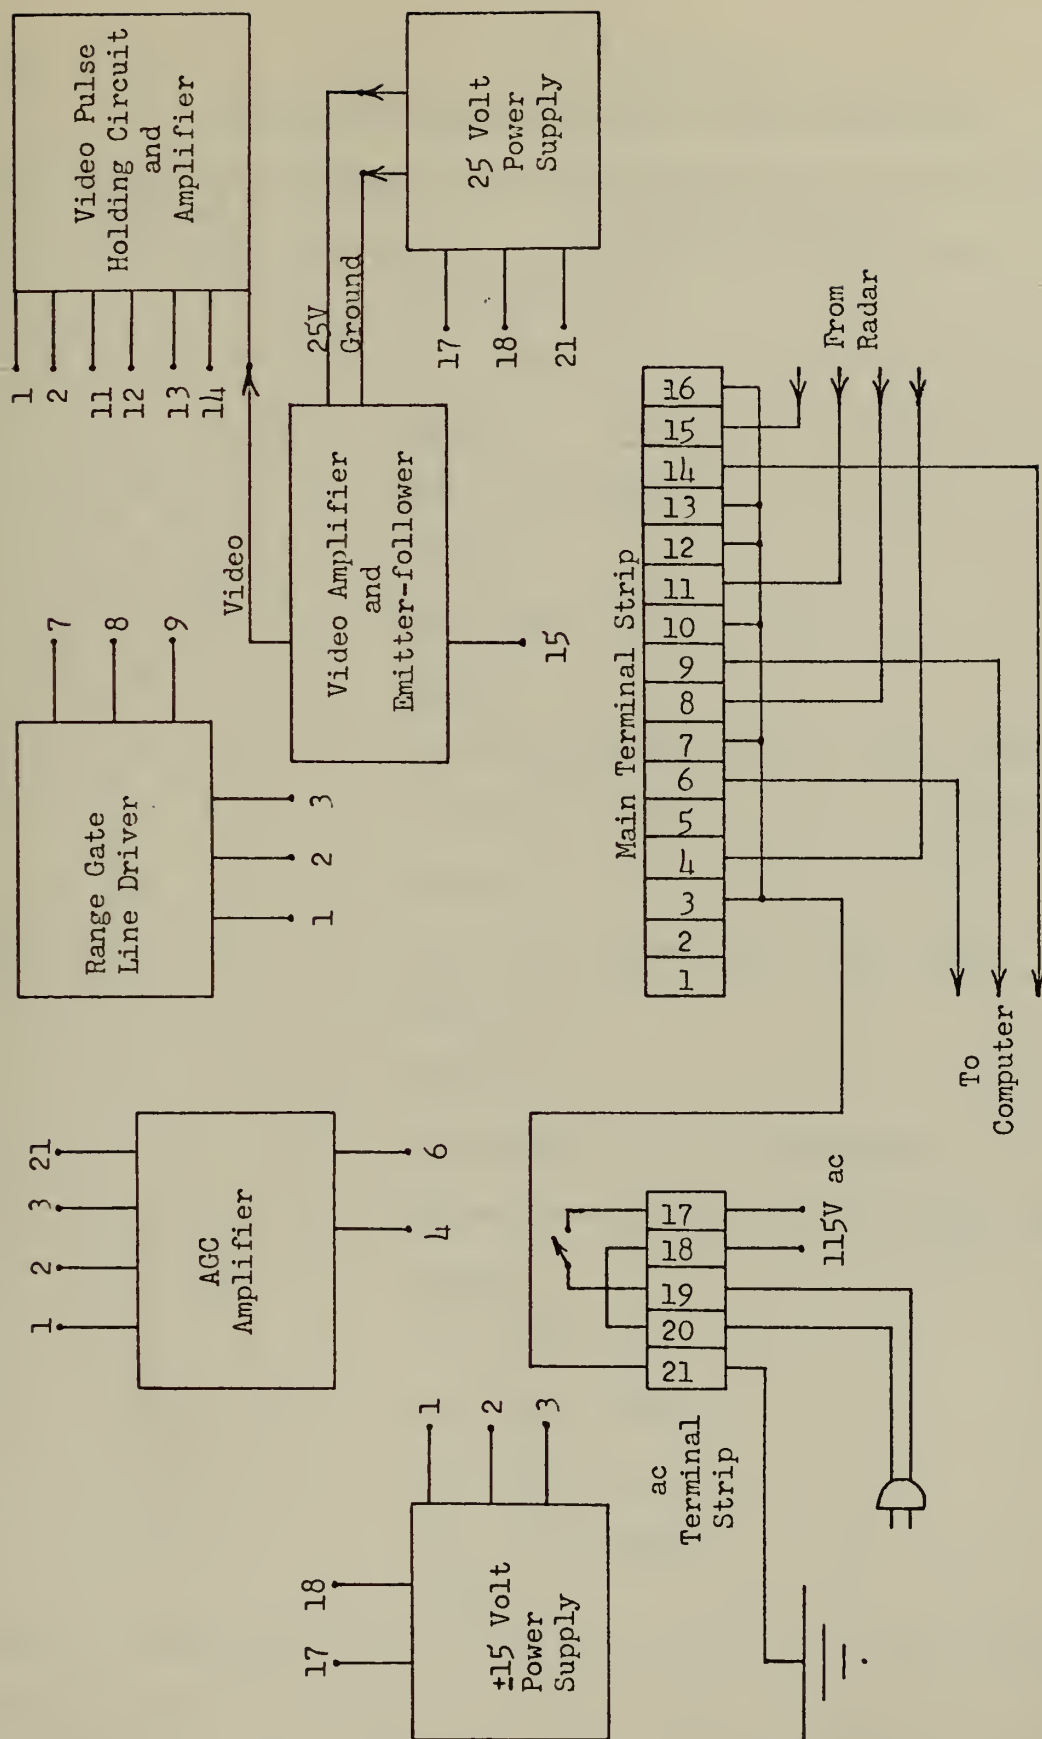 Video Pulse
Holding Circuit
and
Amplifier
1
2
11
12
13
14
25 Volt
Power
Supply
17
18
21
25V
Ground
Video
Video Amplifier
and
Emitter-follower
15
Range Gate
Line Driver
7
8
9
3
2
1
AGC
Amplifier
21
3
2
1
6
4
±15 Volt
Power
Supply
18
17
1
2
3
Main Terminal Strip
16
15
14
13
12
11
10
9
8
7
6
5
4
3
2
1
From
Radar
To
Computer
17
18
19
20
21
115V ac
ac
Terminal
Strip